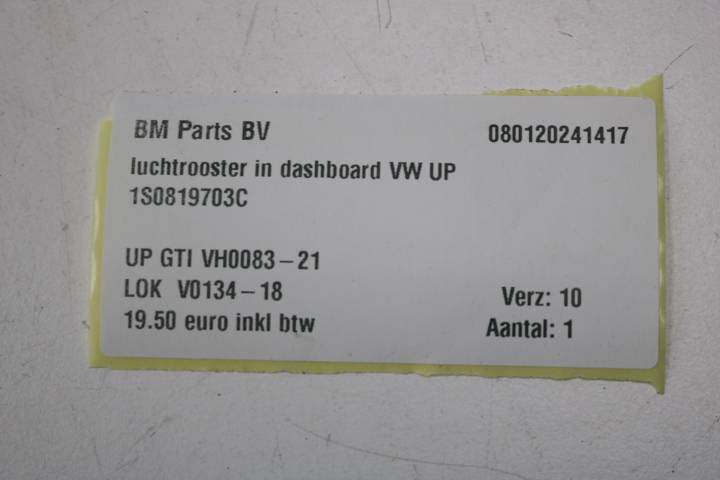 BM Parts BV 080120241417
luchtrooster in dashboard VW UP
1S0819703C
UP GTI VH0083-21
LOK V0134-18 Verz: 10
19.50 euro inkl btw Aantal: 1